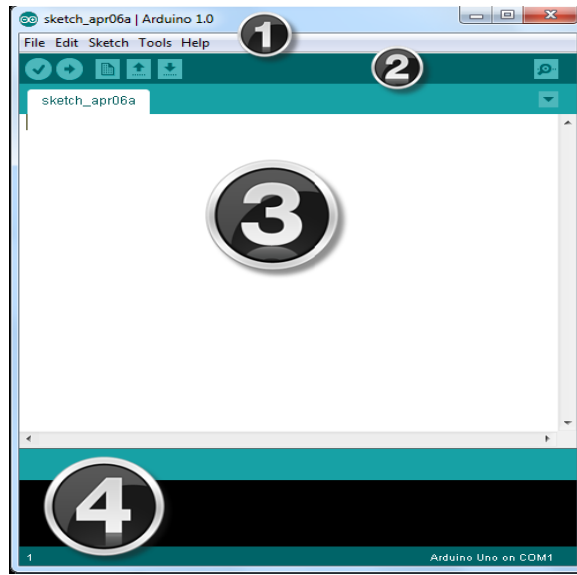 sketch_apr06a | Arduino 1.0
File Edit Sketch Tools Help
1
2
sketch_apr06a
3
4
1
Arduino Uno on COM1